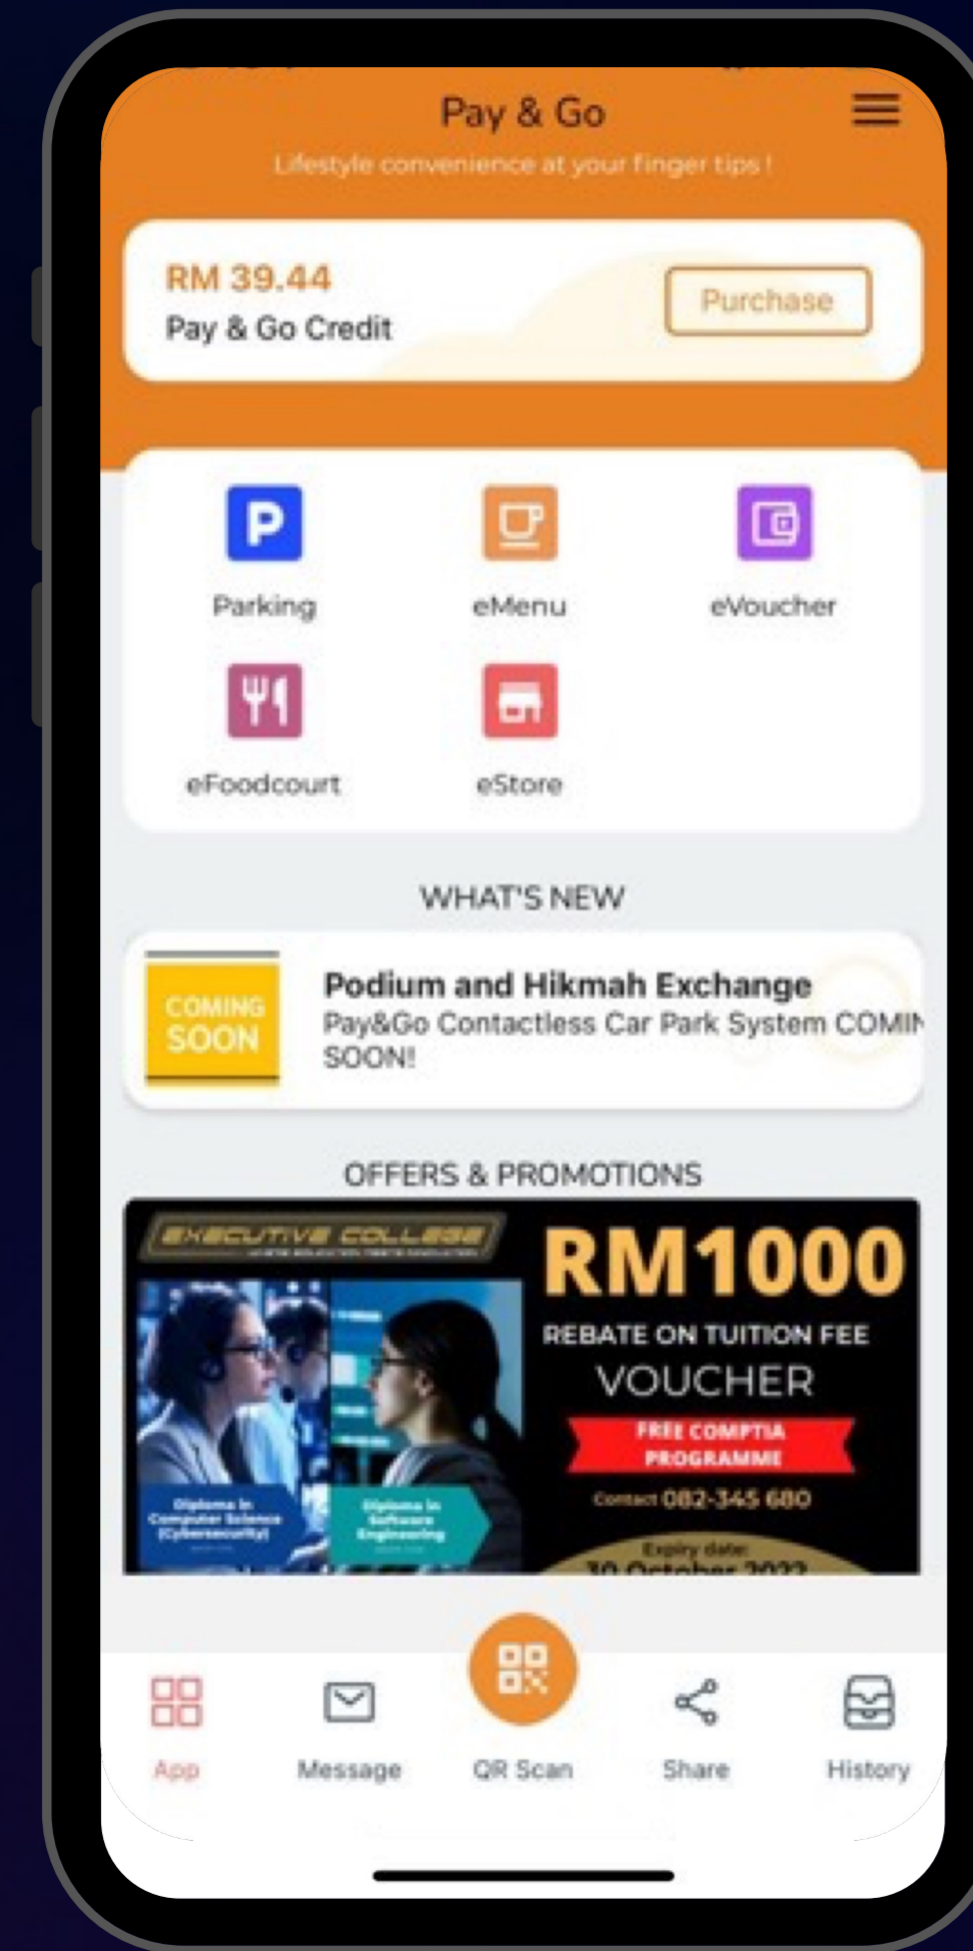 Pay & Go
Lifestyle convenience at your finger tips !
RM 39.44
Pay & Go Credit
Purchase
P
Parking
eMenu
eVoucher
eFoodcourt
eStore
WHAT'S NEW
COMING
SOON
Podium and Hikmah Exchange
Pay&Go Contactless Car Park System COMIN
SOON!
OFFERS & PROMOTIONS
EXECUTIVE COLLEGE
RM1000
REBATE ON TUITION FEE
VOUCHER
FREE COMPTIA
PROGRAMME
Contact 082-345 680
Diploma in
Computer Science
(Cybersecurity)
Diploma in
Software
Engineering
Expiry date:
30 October 2022
App
Message
QR Scan
Share
History